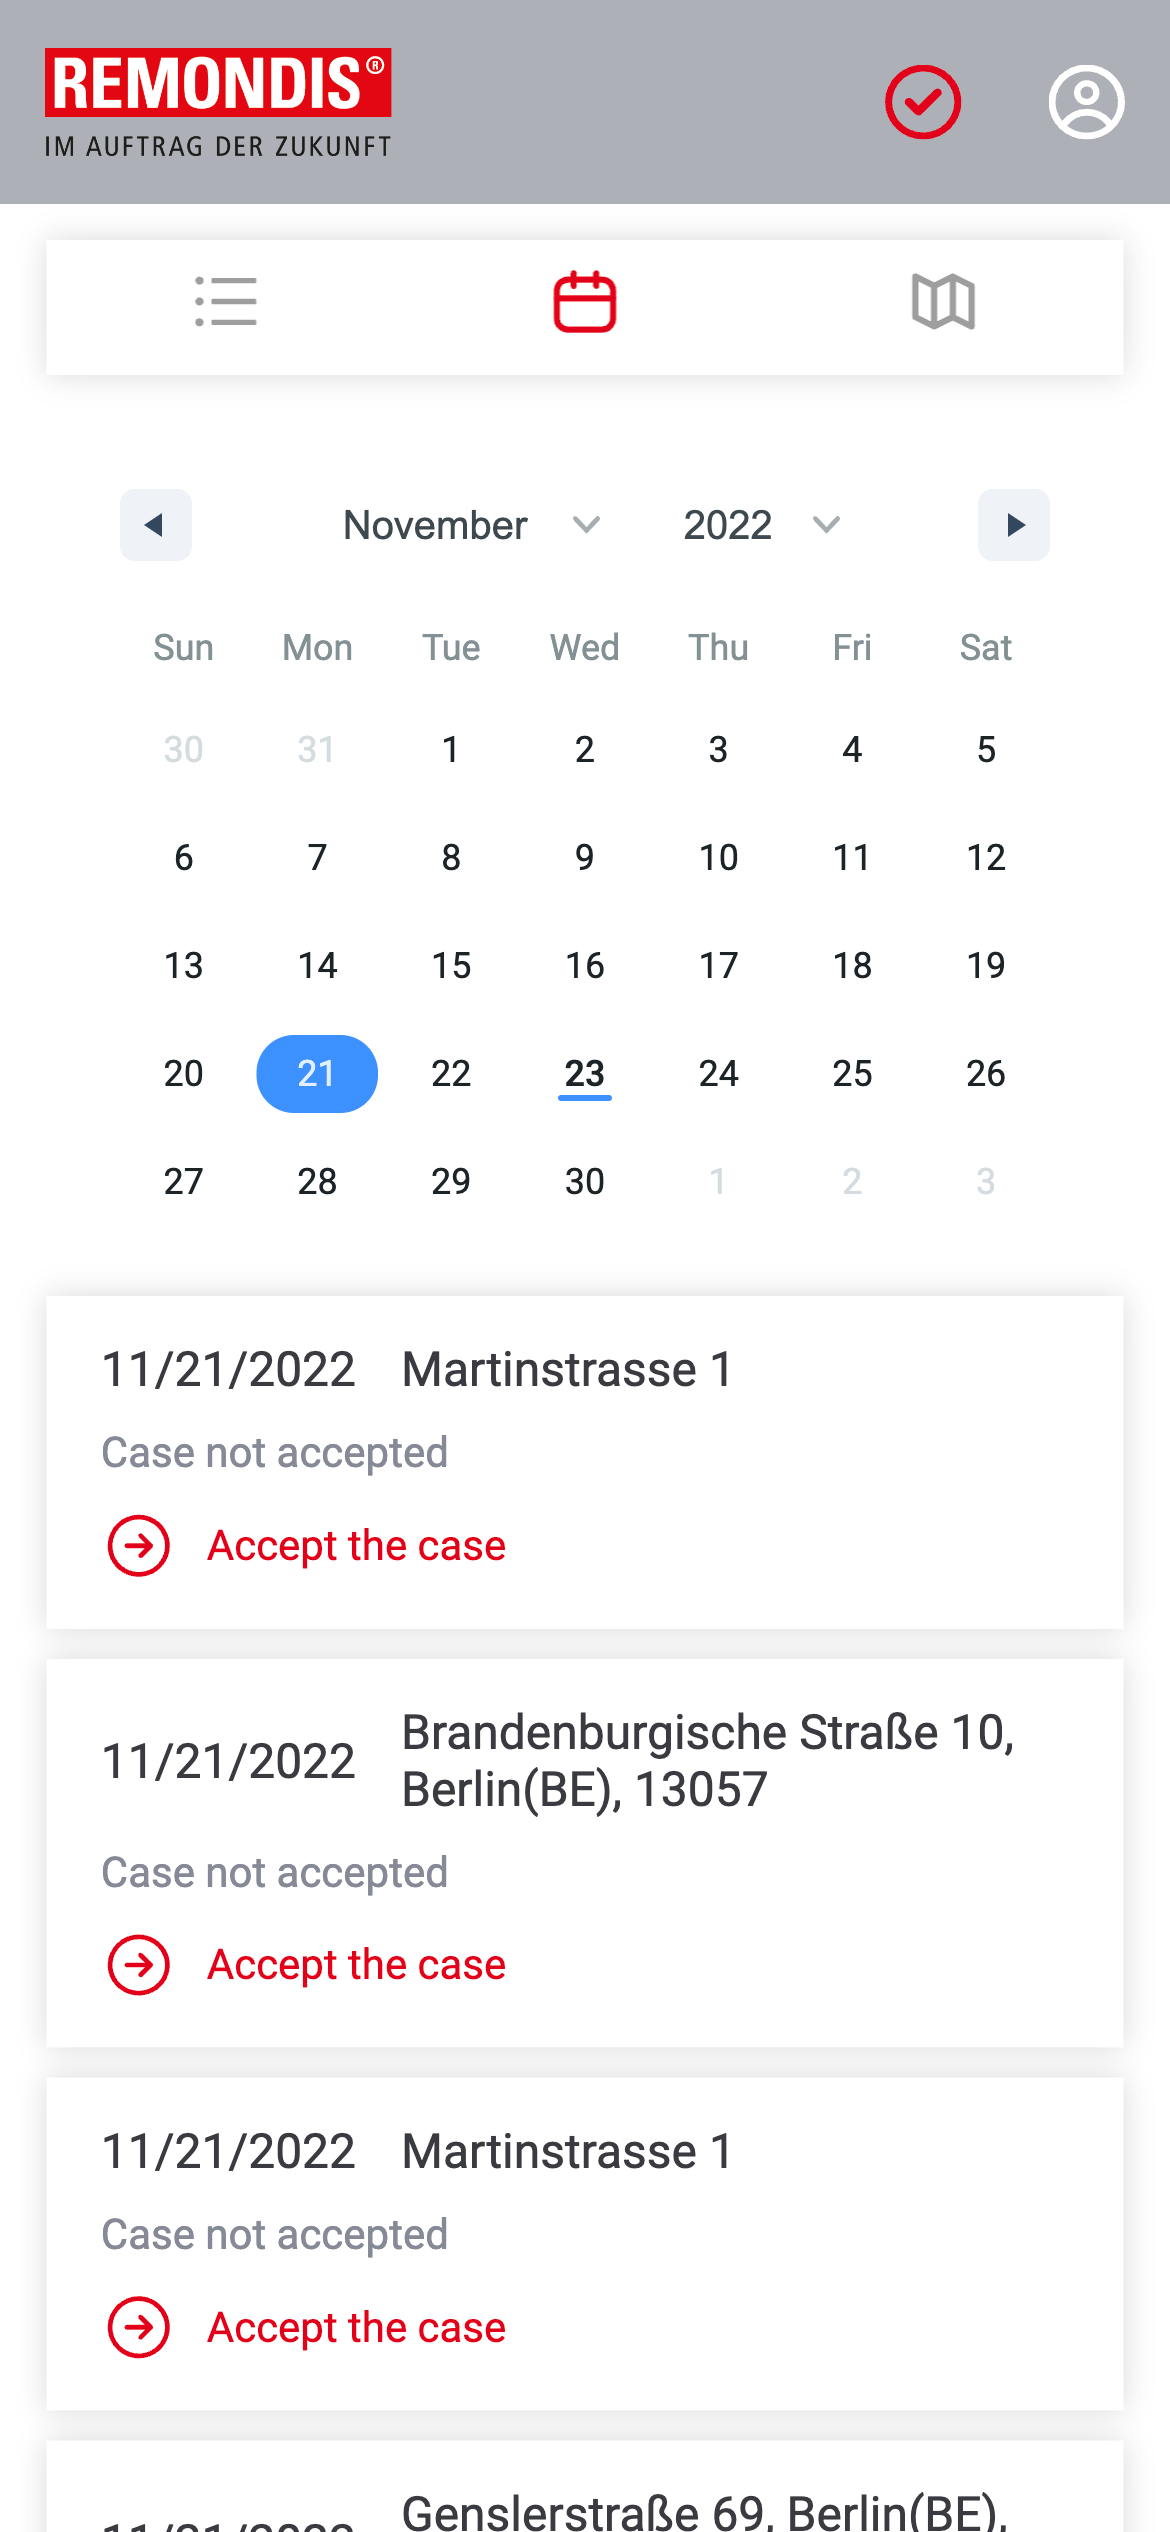 REMONDIS®
IM AUFTRAG DER ZUKUNFT
November 2022
Sun Mon Tue Wed Thu Fri Sat
30 31 1 2 3 4 5
6 7 8 9 10 11 12
13 14 15 16 17 18 19
20 21 22 23 24 25 26
27 28 29 30 1 2 3
11/21/2022 Martinstrasse 1
Case not accepted
Accept the case
11/21/2022 Brandenburgische Straße 10,
Berlin(BE), 13057
Case not accepted
Accept the case
11/21/2022 Martinstrasse 1
Case not accepted
Accept the case
Genslerstraße 69, Berlin(BE),